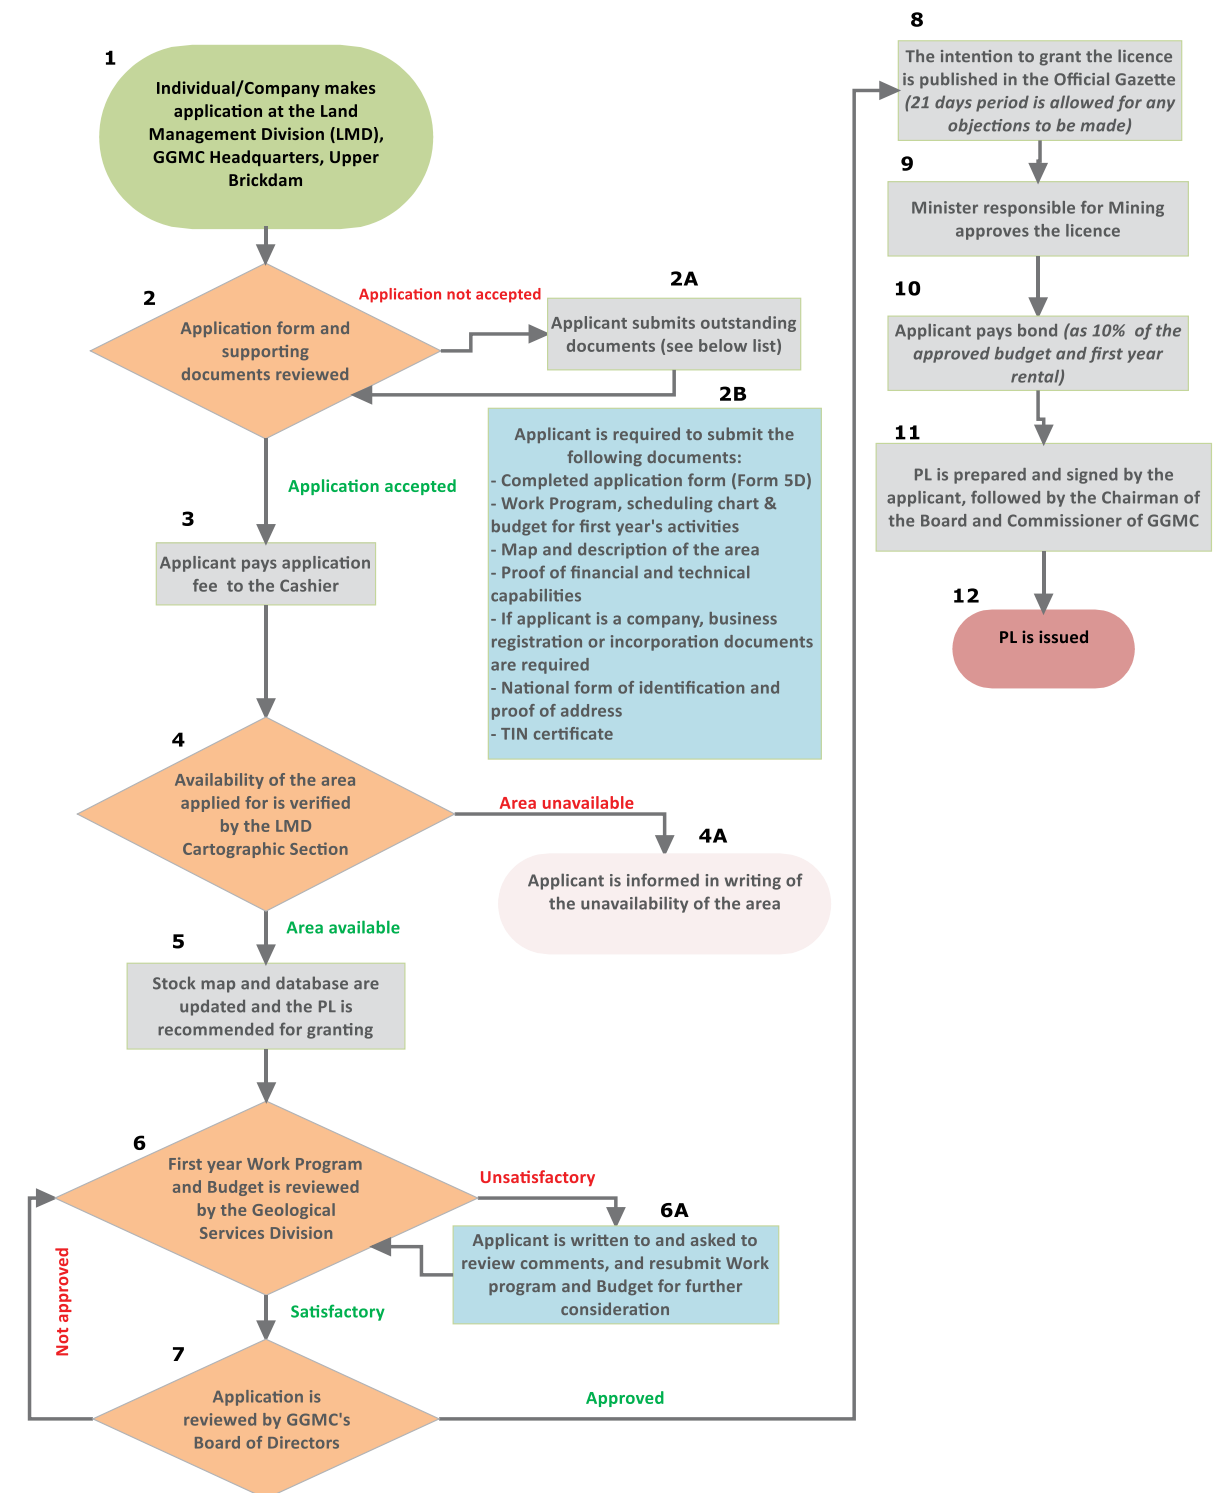 1
Individual/Company makes
application at the Land
Management Division (LMD),
GGMC Headquarters, Upper
Brickdam
2
Application form and
supporting
documents reviewed
Application not accepted
2A
Applicant submits outstanding
documents (see below list)
2B
Applicant is required to submit the
following documents:
- Completed application form (Form 5D)
- Work Program, scheduling chart &
budget for first year's activities
- Map and description of the area
- Proof of financial and technical
capabilities
- If applicant is a company, business
registration or incorporation documents
are required
- National form of identification and
proof of address
- TIN certificate
Application accepted
3
Applicant pays application
fee  to the Cashier
4
Availability of the area
applied for is verified
by the LMD
Cartographic Section
Area unavailable
4A
Applicant is informed in writing of
the unavailability of the area
Area available
5
Stock map and database are
updated and the PL is
recommended for granting
6
First year Work Program
and Budget is reviewed
by the Geological
Services Division
Unsatisfactory
6A
Applicant is written to and asked to
review comments, and resubmit Work
program and Budget for further
consideration
Satisfactory
Not approved
7
Application is
reviewed by GGMC's
Board of Directors
Approved
8
The intention to grant the licence
is published in the Official Gazette
(21 days period is allowed for any
objections to be made)
9
Minister responsible for Mining
approves the licence
10
Applicant pays bond (as 10%  of the
approved budget and first year
rental)
11
PL is prepared and signed by the
applicant, followed by the Chairman of
the Board and Commissioner of GGMC
12
PL is issued